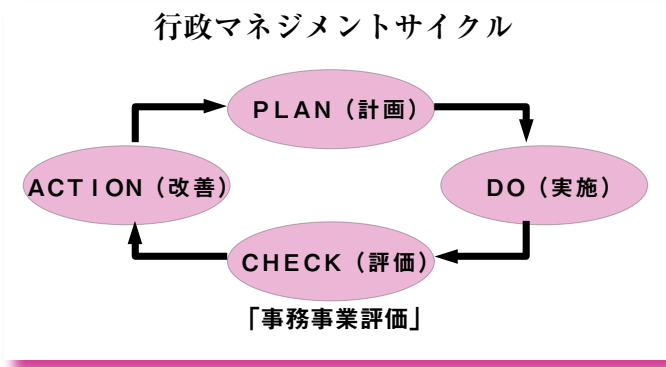 行政マネジメントサイクル
PLAN（計画）
ACTION（改善）
DO（実施）
CHECK（評価）
「事務事業評価」